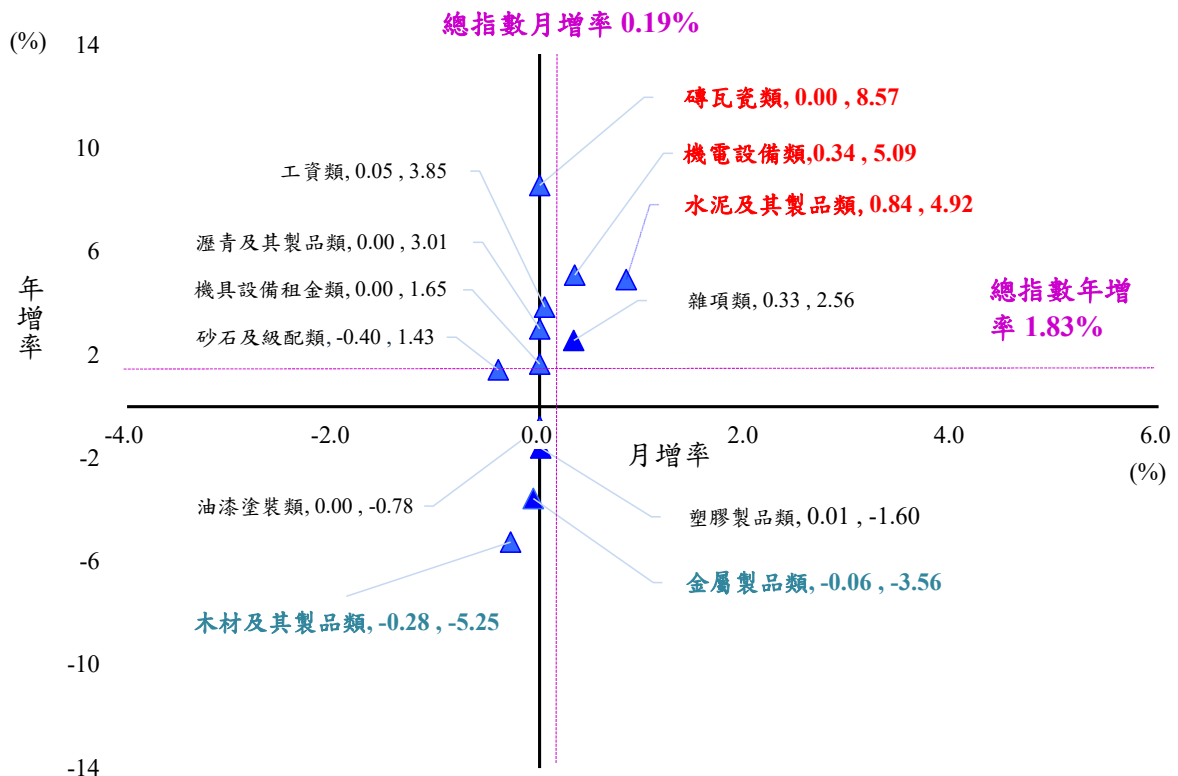 總指數月增率 0.19%
(%)
14
10
6
2
-2
-6
-10
-14
年增率
磚瓦瓷類, 0.00 , 8.57
機電設備類,0.34 , 5.09
工資類, 0.05 , 3.85
水泥及其製品類, 0.84 , 4.92
瀝青及其製品類, 0.00 , 3.01
機具設備租金類, 0.00 , 1.65
雜項類, 0.33 , 2.56
總指數年增
率 1.83%
砂石及級配類, -0.40 , 1.43
-4.0
-2.0
0.0
2.0
4.0
6.0
月增率
(%)
油漆塗裝類, 0.00 , -0.78
塑膠製品類, 0.01 , -1.60
金屬製品類, -0.06 , -3.56
木材及其製品類, -0.28 , -5.25